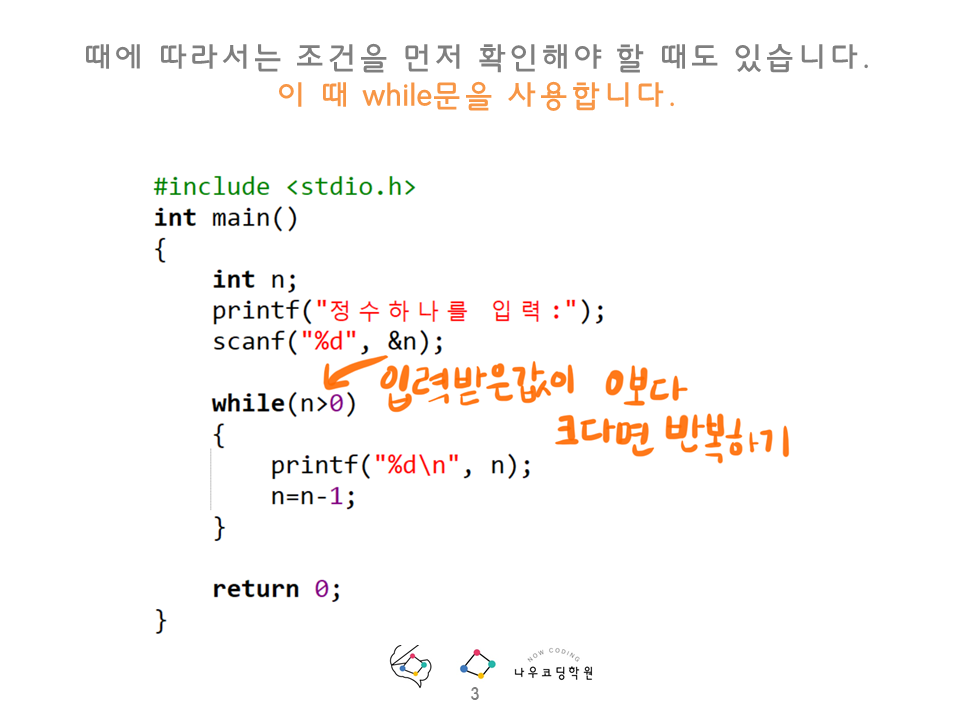 때에 따라서는 조건을 먼저 확인해야 할 때도 있습니다.
이 때 while문을 사용합니다.
#include <stdio.h>
int main()
{
    int n;
    printf("정수하나를 입력:");
    scanf("%d", &n);
입력받은값이 0보다
    while(n>0)
크다면 반복하기
    {
        printf("%d\n", n);
        n=n-1;
    }
    return 0;
}
NOW CODING
나우코딩학원
3